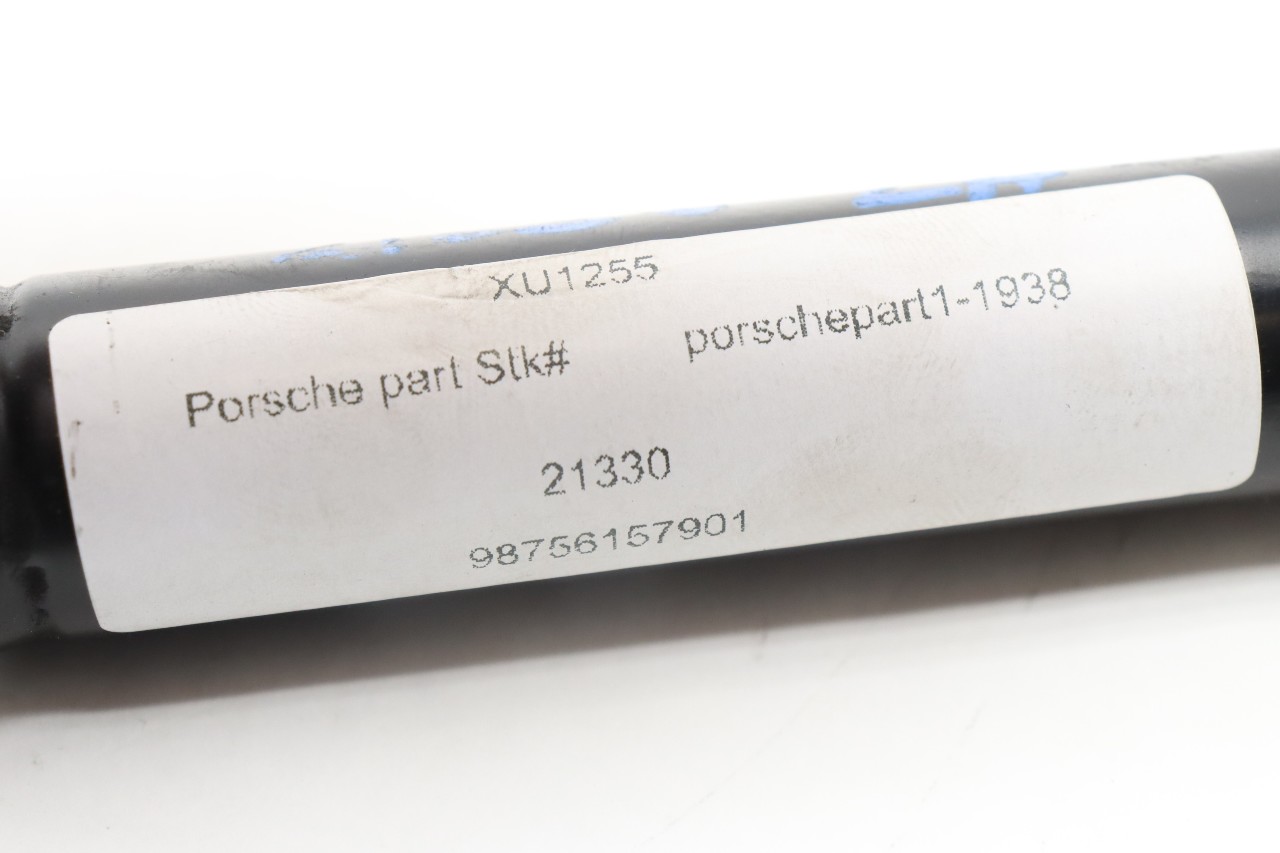 XU1255
Porsche part Stk# porschepart1-1938
21330
98756157901